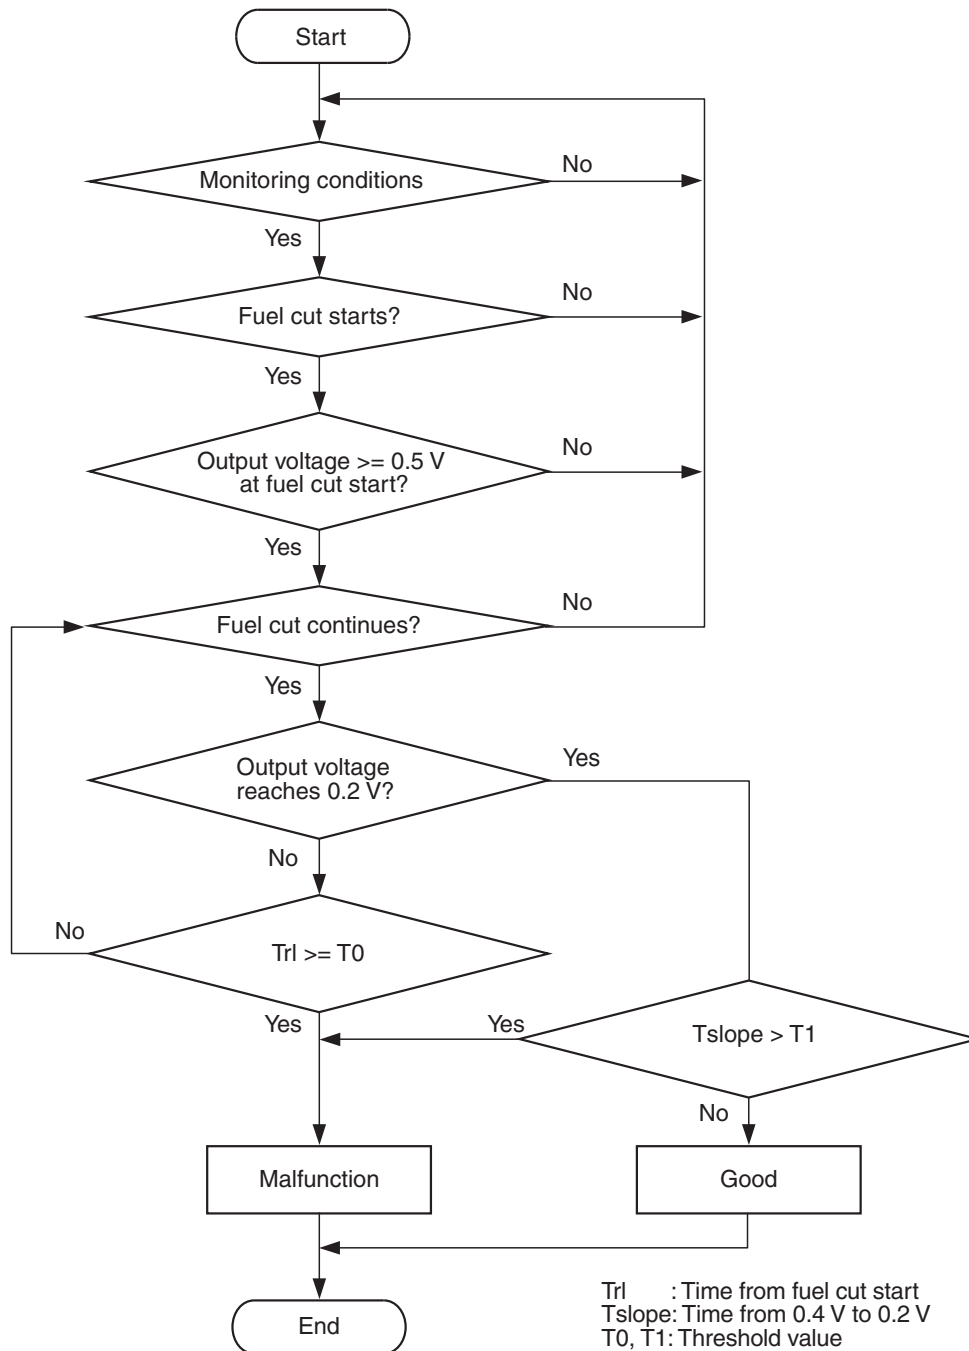 Start
Monitoring conditions
No
Yes
Fuel cut starts?
No
Yes
Output voltage >= 0.5 V
at fuel cut start?
No
Yes
Fuel cut continues?
No
Yes
Output voltage
reaches 0.2 V?
Yes
No
Trl >= T0
No
Yes
Tslope > T1
Yes
No
Malfunction
Good
End
Trl : Time from fuel cut start
Tslope: Time from 0.4 V to 0.2 V
T0, T1: Threshold value